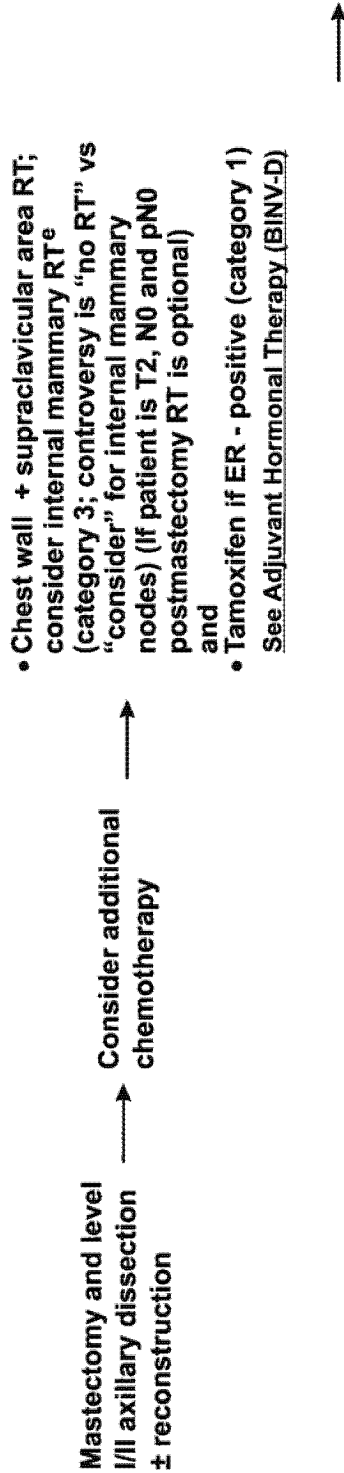 Mastectomy and level
I/II axillary dissection
± reconstruction
Consider additional
chemotherapy
• Chest wall + supraclavicular area RT;
consider internal mammary RTᵉ
(category 3; controversy is “no RT” vs
“consider” for internal mammary
nodes) (If patient is T2, N0 and pN0
postmastectomy RT is optional)
and
• Tamoxifen if ER - positive (category 1)
See Adjuvant Hormonal Therapy (BINV-D)